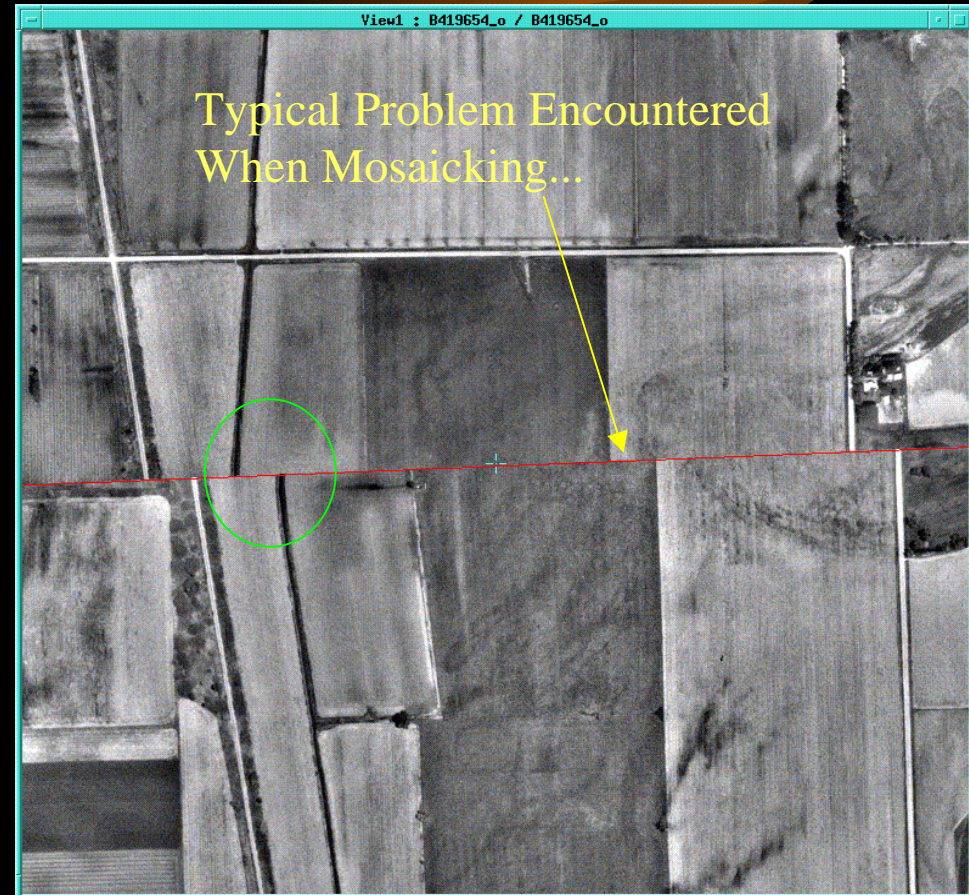 View1 : B419654_o / B419654_o
Typical Problem Encountered
When Mosaicking...